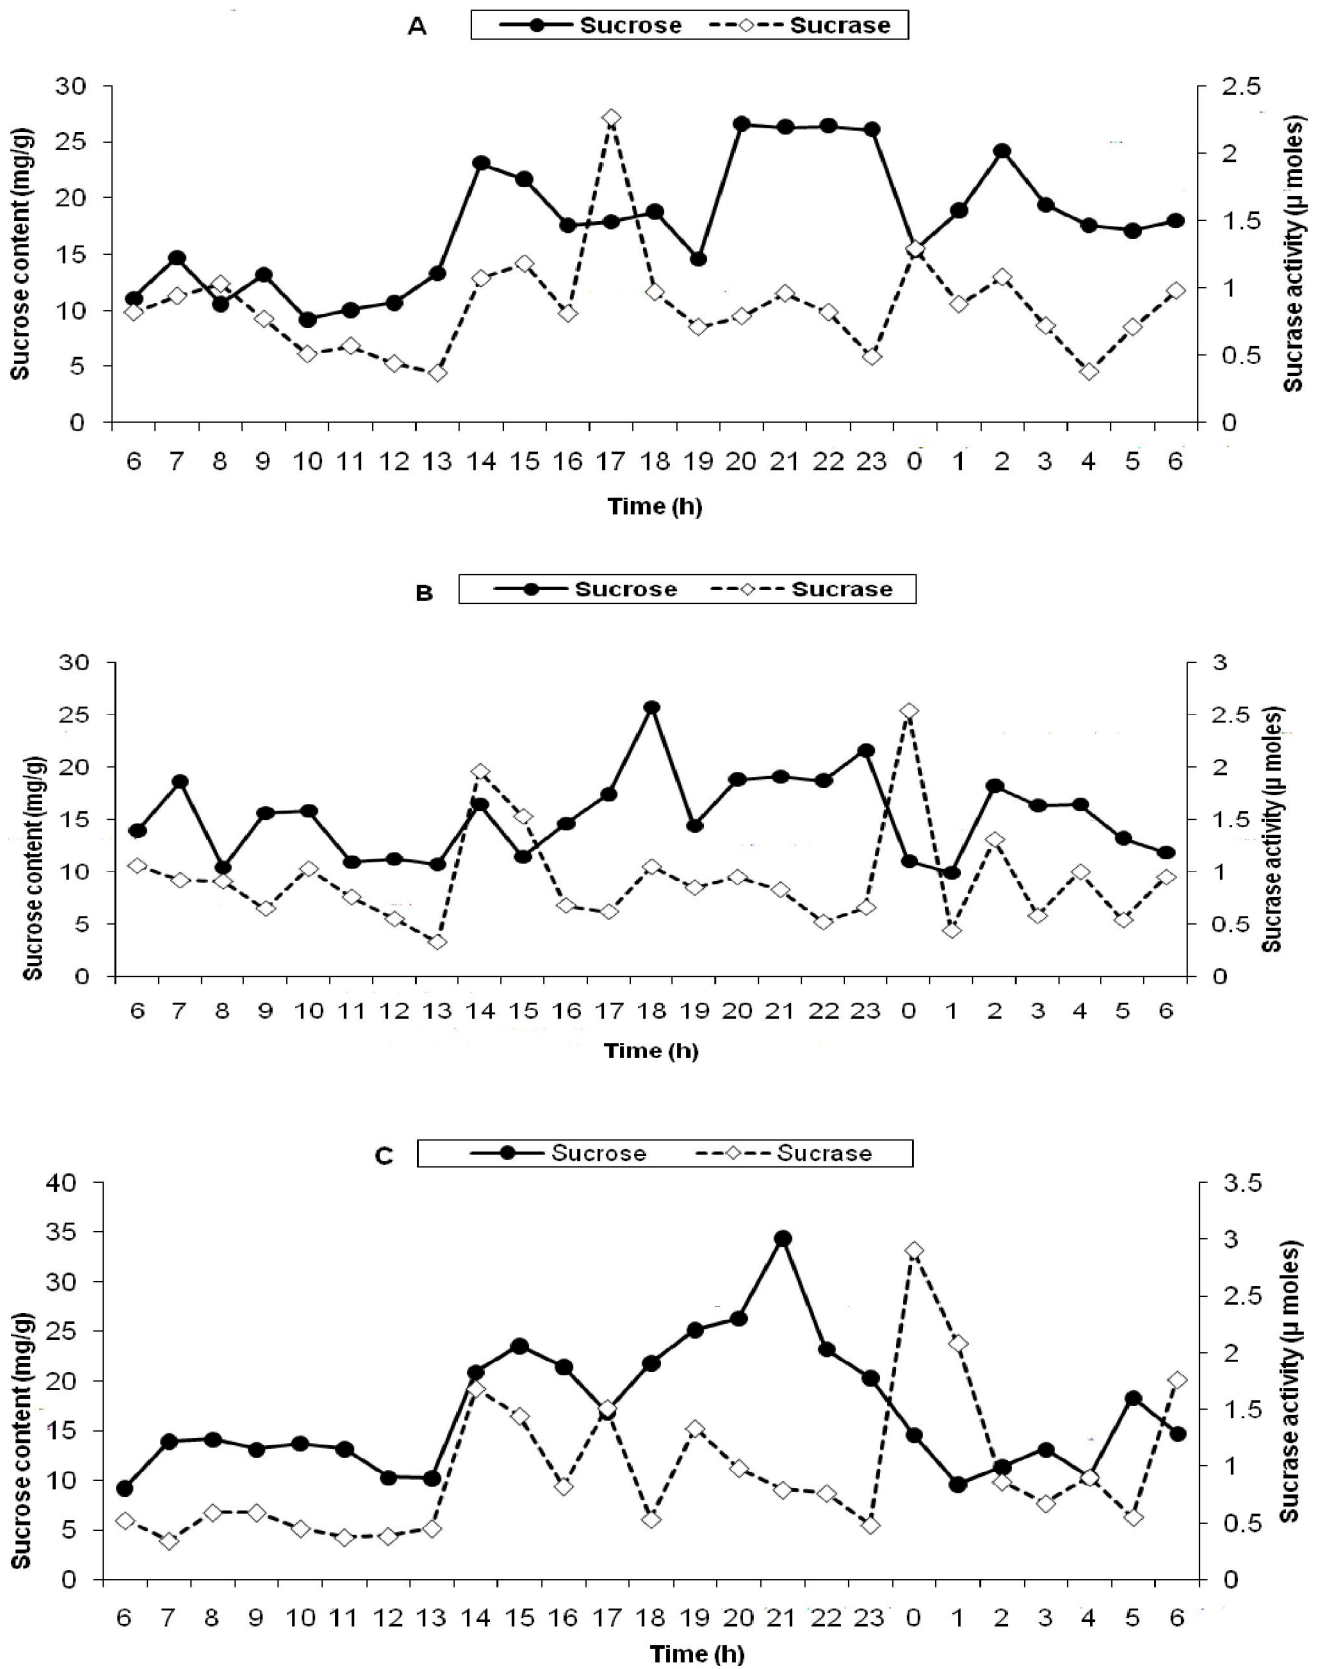 A Sucrose Sucrase
30 2.5
25 2
20 1.5
15
10 1
5 0.5
0 0
Sucrose content (mg/g)
Sucrase activity (µ moles)
6 7 8 9 10 11 12 13 14 15 16 17 18 19 20 21 22 23 0 1 2 3 4 5 6
Time (h)
B Sucrose Sucrase
30 3
25 2.5
20 2
15 1.5
10 1
5 0.5
0 0
Sucrose content (mg/g)
Sucrase activity (µ moles)
6 7 8 9 10 11 12 13 14 15 16 17 18 19 20 21 22 23 0 1 2 3 4 5 6
Time (h)
C Sucrose Sucrase
40 3.5
35 3
30 2.5
25 2
20 1.5
15
10 1
5 0.5
0 0
Sucrose content (mg/g)
Sucrase activity (µ moles)
6 7 8 9 10 11 12 13 14 15 16 17 18 19 20 21 22 23 0 1 2 3 4 5 6
Time (h)